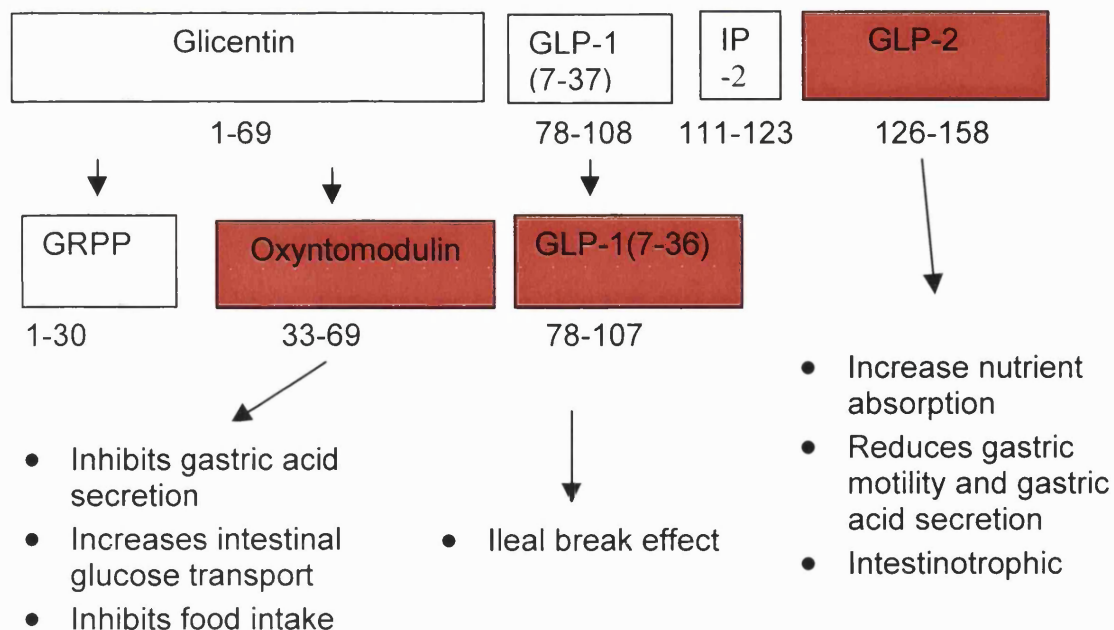 Glicentin
GLP-1
(7-37)
IP
-2
GLP-2
1-69
78-108
111-123
126-158
GRPP
Oxyntomodulin
GLP-1(7-36)
1-30
33-69
78-107
• Inhibits gastric acid
secretion
• Increases intestinal
glucose transport
• Inhibits food intake
• Ileal break effect
• Increase nutrient
absorption
• Reduces gastric
motility and gastric
acid secretion
• Intestinotrophic